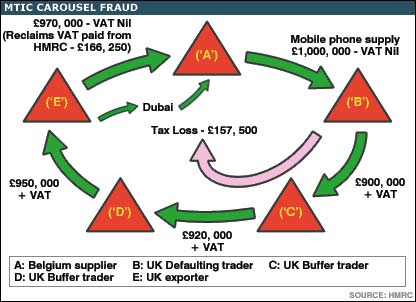 MTIC CAROUSEL FRAUD
£970, 000 - VAT Nil
(Reclaims VAT paid from
HMRC - £166, 250)
('A')
Mobile phone supply
£1,000, 000 - VAT Nil
('E')
Dubai
('B')
Tax Loss - £157, 500
£950, 000
+ VAT
£900, 000
+ VAT
('D')
('C')
£920, 000
+ VAT
A: Belgium supplier B: UK Defaulting trader C: UK Buffer trader
D: UK Buffer trader E: UK exporter
SOURCE: HMRC